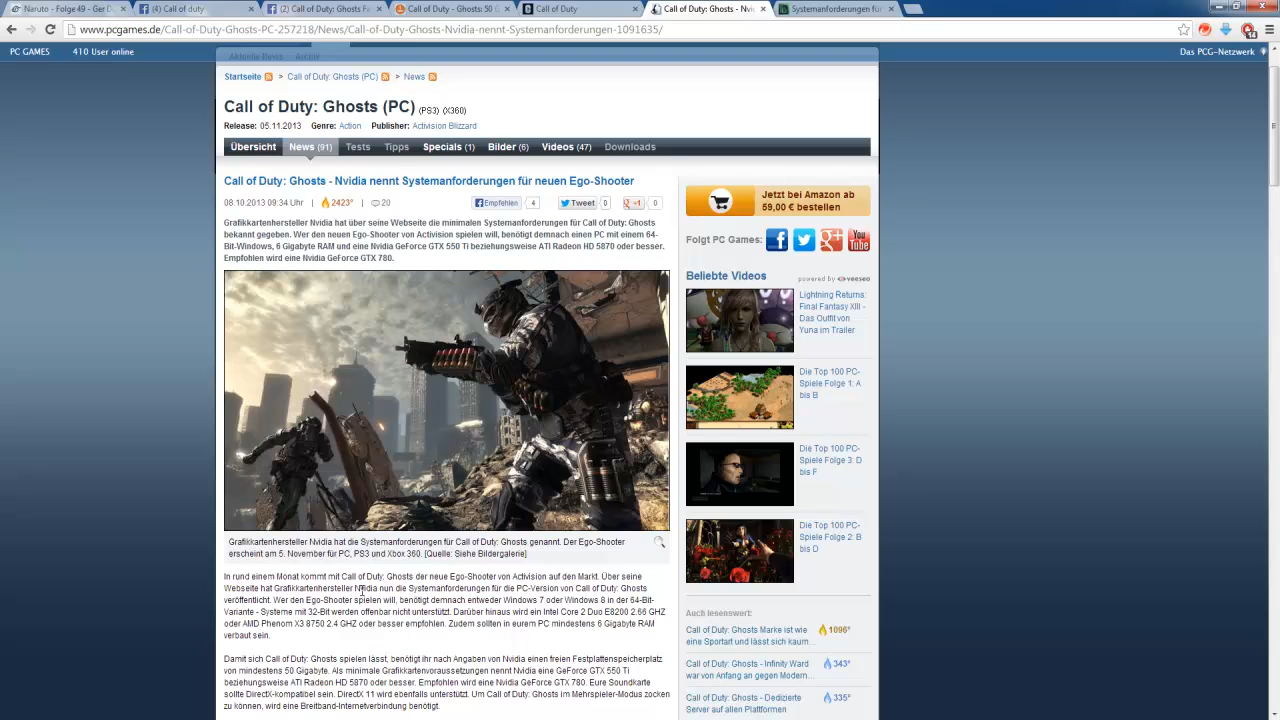 Naruto - Folge 49 - Ger D
(4) Call of duty
(2) Call of Duty: Ghosts Fa
Call of Duty - Ghosts: 50 G
Call of Duty
Call of Duty: Ghosts - Nvi
Systemanforderungen für
www.pcgames.de/Call-of-Duty-Ghosts-PC-257218/News/Call-of-Duty-Ghosts-Nvidia-nennt-Systemanforderungen-1091635/
PC GAMES 410 User online
Das PCG-Netzwerk
Aktuelle News Archiv
Startseite > Call of Duty: Ghosts (PC) > News
Call of Duty: Ghosts (PC) (PS3) (X360)
Release: 05.11.2013 Genre: Action Publisher: Activision Blizzard
Übersicht News (91) Tests Tipps Specials (1) Bilder (6) Videos (47) Downloads
Call of Duty: Ghosts - Nvidia nennt Systemanforderungen für neuen Ego-Shooter
08.10.2013 09:34 Uhr | 2423° | 20
Empfehlen 4 Tweet 0 +1 0
Grafikkartenhersteller Nvidia hat über seine Webseite die minimalen Systemanforderungen für Call of Duty: Ghosts
bekannt gegeben. Wer den neuen Ego-Shooter von Activision spielen will, benötigt demnach einen PC mit einem 64-
Bit-Windows, 6 Gigabyte RAM und eine Nvidia GeForce GTX 550 Ti beziehungsweise ATI Radeon HD 5870 oder besser.
Empfohlen wird eine Nvidia GeForce GTX 780.
Grafikkartenhersteller Nvidia hat die Systemanforderungen für Call of Duty: Ghosts genannt. Der Ego-Shooter
erscheint am 5. November für PC, PS3 und Xbox 360. [Quelle: Siehe Bildergalerie]
In rund einem Monat kommt mit Call of Duty: Ghosts der neue Ego-Shooter von Activision auf den Markt. Über seine
Webseite hat Grafikkartenhersteller Nvidia nun die Systemanforderungen für die PC-Version von Call of Duty: Ghosts
veröffentlicht. Wer den Ego-Shooter spielen will, benötigt demnach entweder Windows 7 oder Windows 8 in der 64-Bit-
Variante - Systeme mit 32-Bit werden offenbar nicht unterstützt. Darüber hinaus wird ein Intel Core 2 Duo E8200 2.66 GHZ
oder AMD Phenom X3 8750 2.4 GHZ oder besser empfohlen. Zudem sollten in eurem PC mindestens 6 Gigabyte RAM
verbaut sein.
Damit sich Call of Duty: Ghosts spielen lässt, benötigt ihr nach Angaben von Nvidia einen freien Festplattenspeicherplatz
von mindestens 50 Gigabyte. Als minimale Grafikkartenvoraussetzungen nennt Nvidia eine GeForce GTX 550 Ti
beziehungsweise ATI Radeon HD 5870 oder besser. Empfohlen wird eine Nvidia GeForce GTX 780. Eure Soundkarte
sollte DirectX-kompatibel sein. DirectX 11 wird ebenfalls unterstützt. Um Call of Duty: Ghosts im Mehrspieler-Modus zocken
zu können, wird eine Breitband-Internetverbindung benötigt.
Jetzt bei Amazon ab
59,00 € bestellen
Folgt PC Games: You Tube
Beliebte Videos powered by veeseo
Lightning Returns:
Final Fantasy XIII -
Das Outfit von
Yuna im Trailer
Die Top 100 PC-
Spiele Folge 1: A
bis B
Die Top 100 PC-
Spiele Folge 3: D
bis F
Die Top 100 PC-
Spiele Folge 2: B
bis D
Auch lesenswert:
Call of Duty: Ghosts Marke ist wie
eine Sportart und lässt sich kaum...
1096°
Call of Duty: Ghosts - Infinity Ward
war von Anfang an gegen Modern...
343°
Call of Duty: Ghosts - Dedizierte
Server auf allen Plattformen
335°